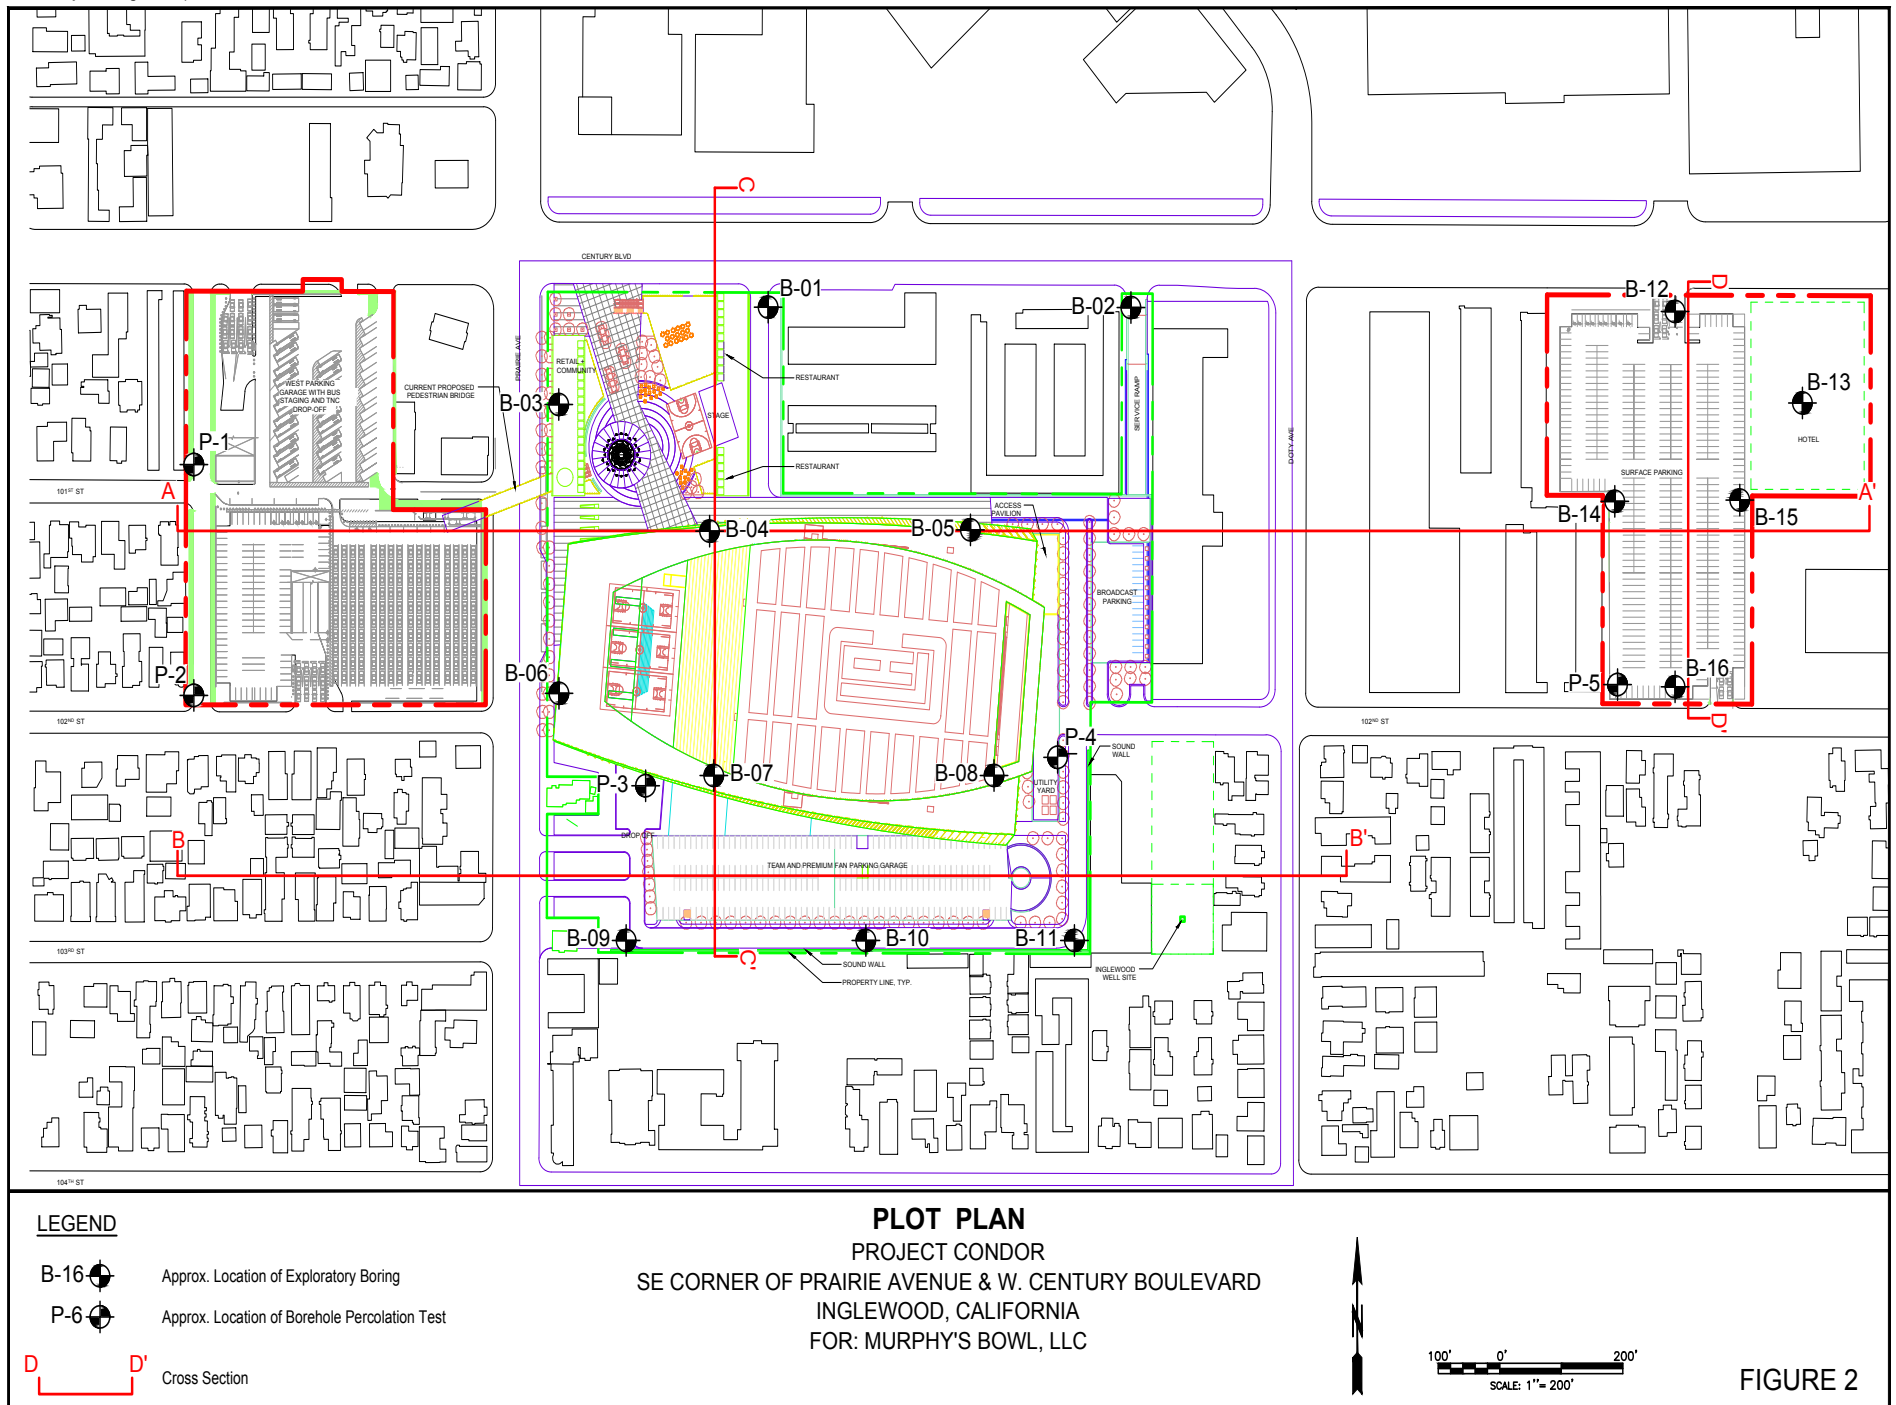 C
CENTURY BLVD
B-01
B-02
B-12
D
PRAIRIE AVE
RETAIL +
COMMUNITY
RESTAURANT
WEST PARKING
GARAGE WITH BUS
STAGING AND TNC
DROP-OFF
CURRENT PROPOSED
PEDESTRIAN BRIDGE
B-03
STAGE
SERVICE RAMP
DOTY AVE
B-13
HOTEL
P-1
RESTAURANT
SURFACE PARKING
101ST ST
A
A'
ACCESS
PAVILION
B-04
B-05
B-14
B-15
BROADCAST
PARKING
P-2
B-06
P-5
B-16
102ND ST
102ND ST
D'
P-4
SOUND
WALL
P-3
B-07
B-08
UTILITY
YARD
B
DROP OFF
B'
TEAM AND PREMIUM FAN PARKING GARAGE
103RD ST
B-09
B-10
B-11
C'
SOUND WALL
PROPERTY LINE, TYP.
INGLEWOOD
WELL SITE
104TH ST
LEGEND
B-16
Approx. Location of Exploratory Boring
P-6
Approx. Location of Borehole Percolation Test
D D'
Cross Section
PLOT PLAN
PROJECT CONDOR
SE CORNER OF PRAIRIE AVENUE & W. CENTURY BOULEVARD
INGLEWOOD, CALIFORNIA
FOR: MURPHY'S BOWL, LLC
N
100' 0' 200'
SCALE: 1"= 200'
FIGURE 2